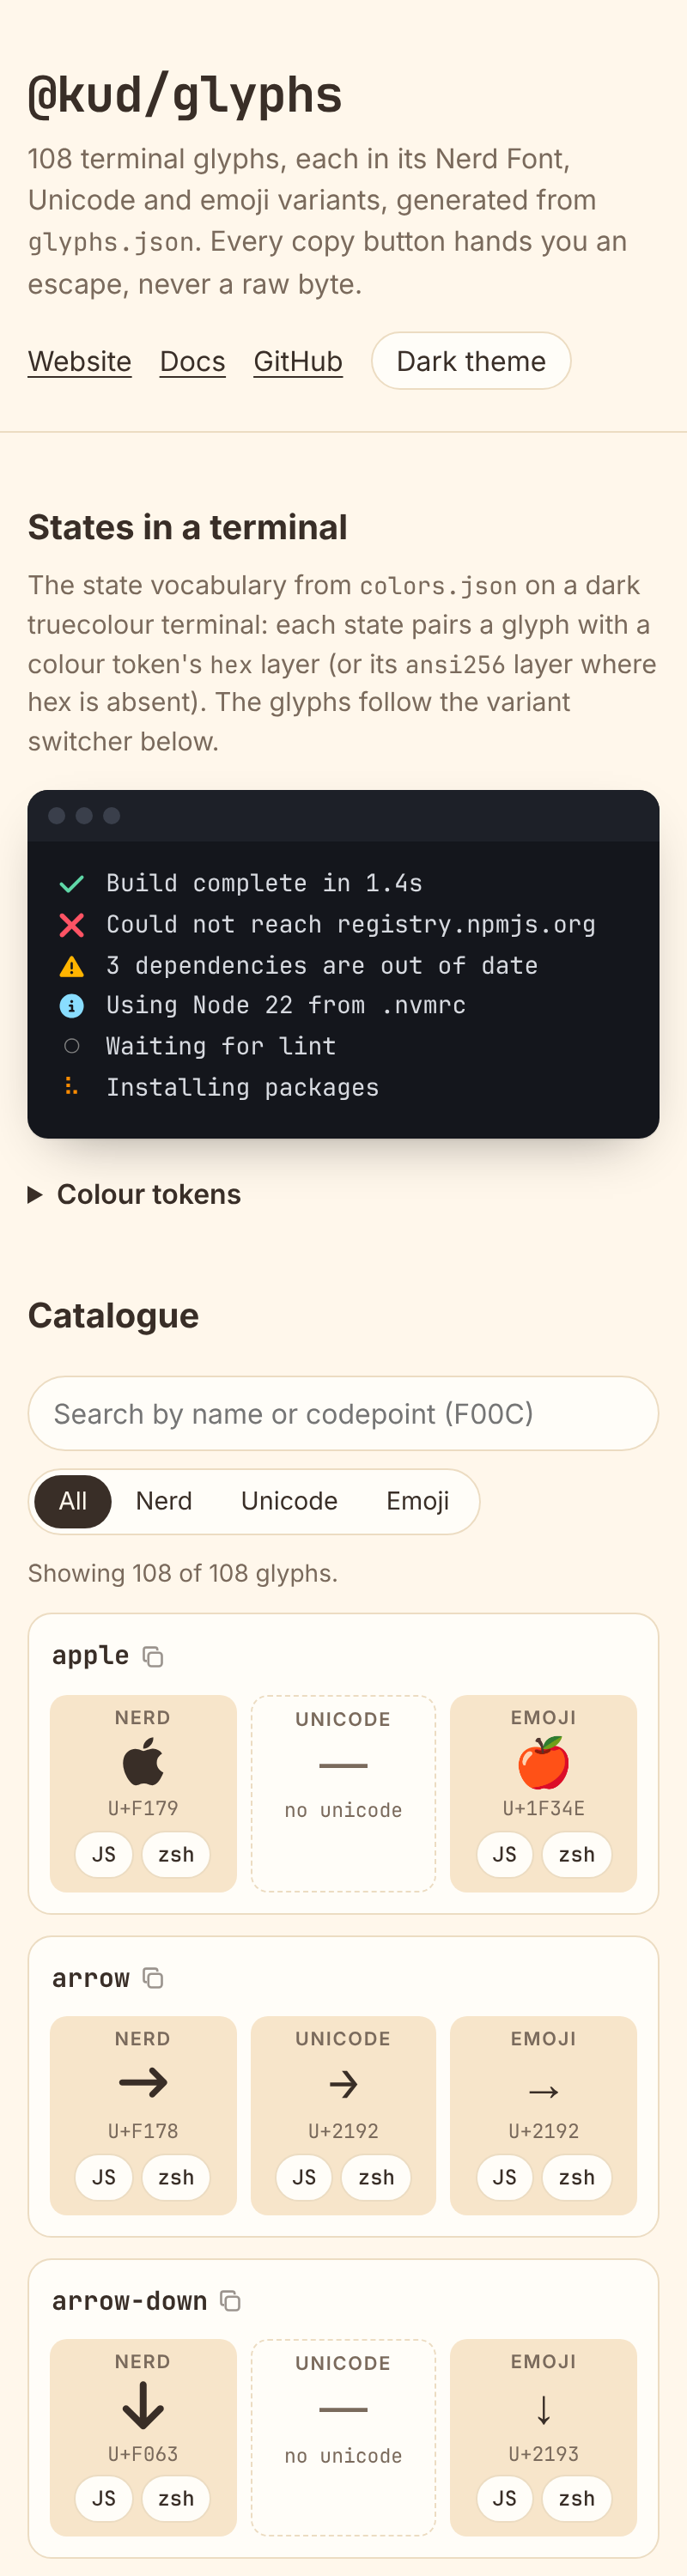 @kud/glyphs
108 terminal glyphs, each in its Nerd Font,
Unicode and emoji variants, generated from
glyphs.json. Every copy button hands you an
escape, never a raw byte.
Website Docs GitHub Dark theme
States in a terminal
The state vocabulary from colors.json on a dark
truecolour terminal: each state pairs a glyph with a
colour token's hex layer (or its ansi256 layer where
hex is absent). The glyphs follow the variant
switcher below.
Build complete in 1.4s
Could not reach registry.npmjs.org
3 dependencies are out of date
Using Node 22 from .nvmrc
Waiting for lint
Installing packages
Colour tokens
Catalogue
Search by name or codepoint (F00C)
All Nerd Unicode Emoji
Showing 108 of 108 glyphs.
apple
NERD UNICODE EMOJI
U+F179 no unicode U+1F34E
JS zsh JS zsh
arrow
NERD UNICODE EMOJI
→ → →
U+F178 U+2192 U+2192
JS zsh JS zsh JS zsh
arrow-down
NERD UNICODE EMOJI
↓ — ↓
U+F063 no unicode U+2193
JS zsh JS zsh